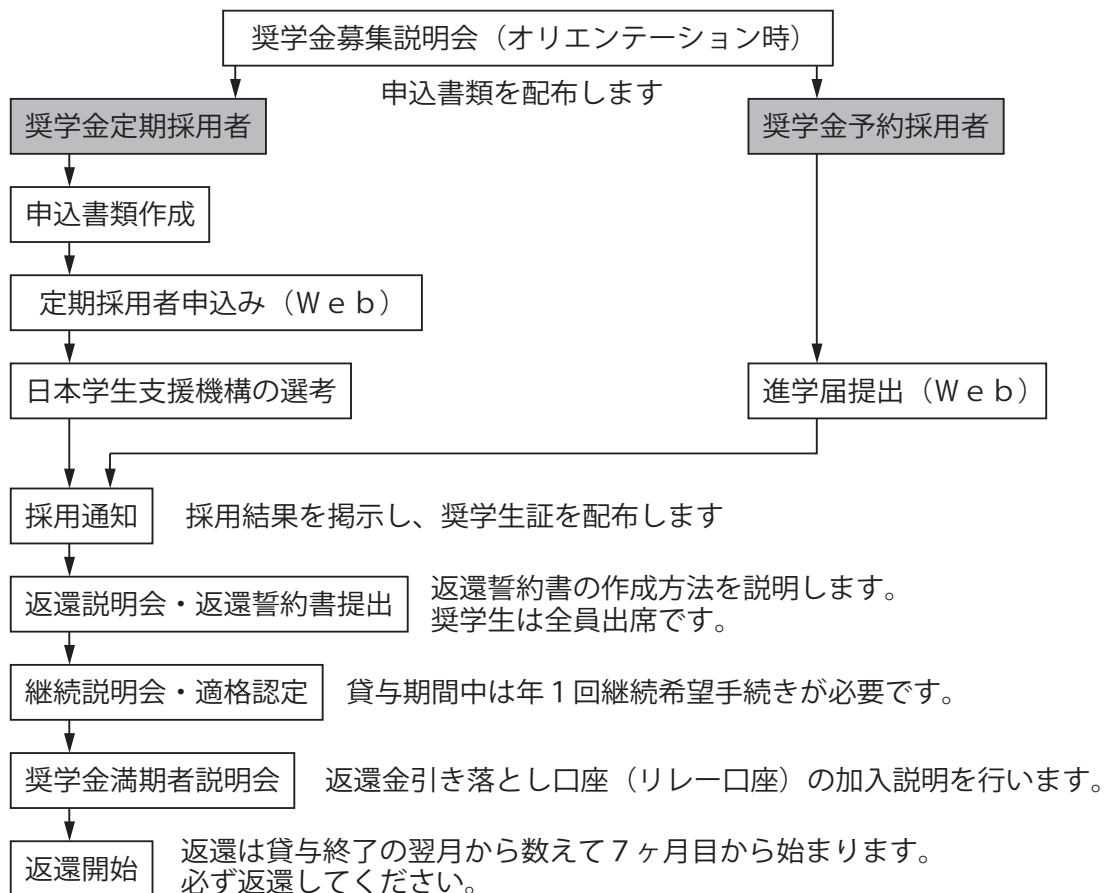 奨学金募集説明会（オリエンテーション時）
申込書類を配布します
奨学金定期採用者
奨学金予約採用者
申込書類作成
定期採用者申込み（Ｗｅｂ）
日本学生支援機構の選考
進学届提出（Ｗｅｂ）
採用通知
採用結果を掲示し、奨学生証を配布します
返還説明会・返還誓約書提出
返還誓約書の作成方法を説明します。
奨学生は全員出席です。
継続説明会・適格認定
貸与期間中は年１回継続希望手続きが必要です。
奨学金満期者説明会
返還金引き落とし口座（リレー口座）の加入説明を行います。
返還開始
返還は貸与終了の翌月から数えて７ヶ月目から始まります。
必ず返還してください。